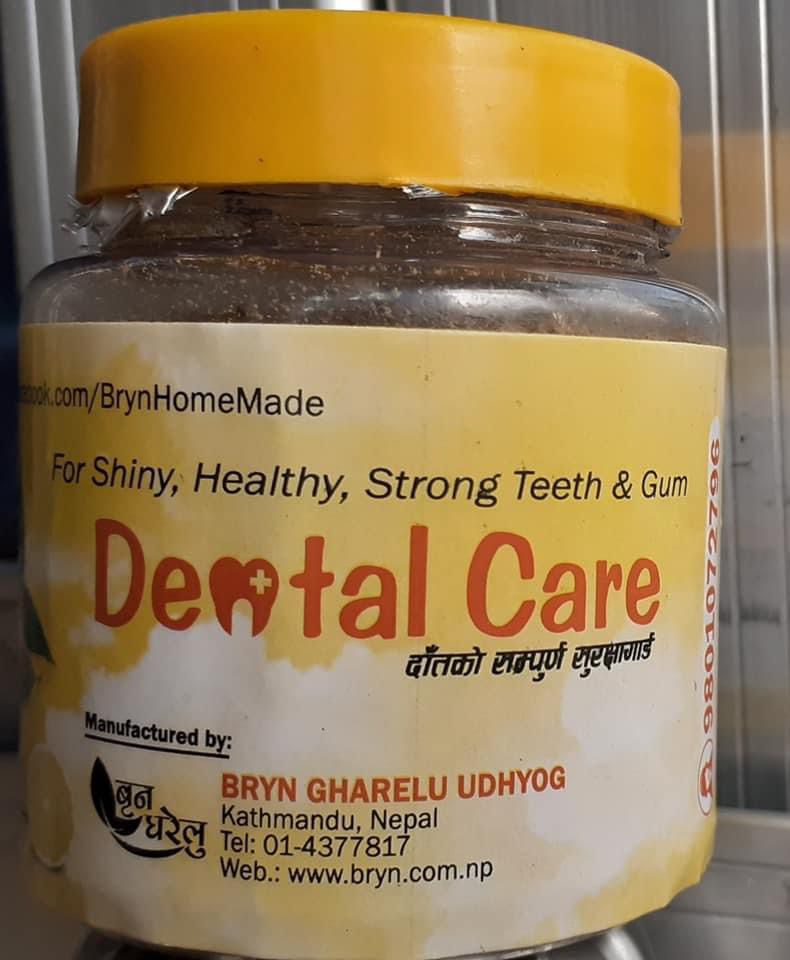 .com/BrynHomeMade
For Shiny, Healthy, Strong Teeth & Gum
Dental Care
दाँतको सम्पुर्ण सुरक्षागार्ड
9801072796
Manufactured by:
बृन
घरेलु
BRYN GHARELU UDHYOG
Kathmandu, Nepal
Tel: 01-4377817
Web.: www.bryn.com.np